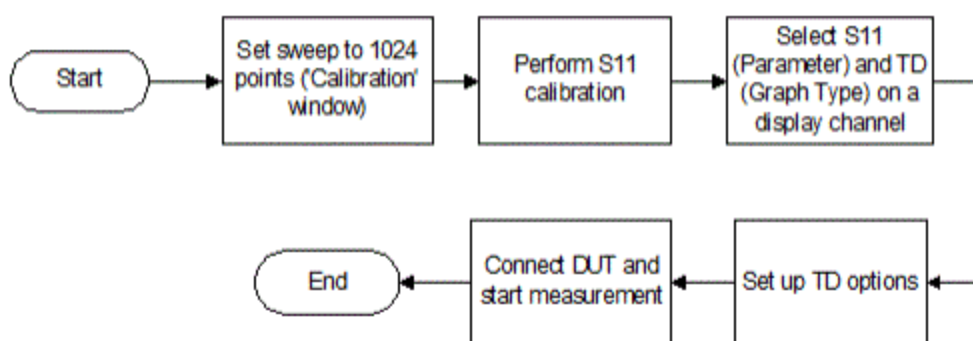 Start
Set sweep to 1024
points ('Calibration'
window)
Perform S11
calibration
Select S11
(Parameter) and TD
(Graph Type) on a
display channel
End
Connect DUT and
start measurement
Set up TD options